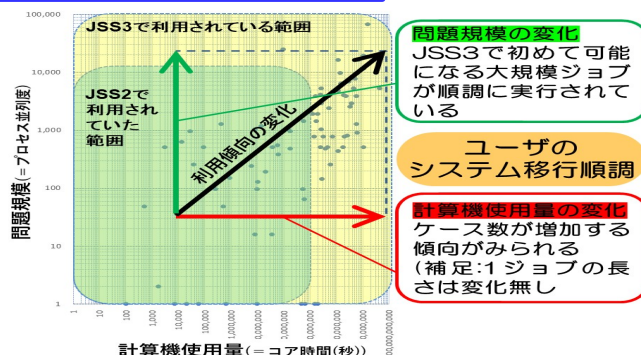 100,000
10,000
1,000
100
10
1
問題規模(=プロセス並列度)
JSS3で利用されている範囲
JSS2で
利用され
ていた
範囲
利用傾向の変化
1
10
100
1,000
10,000
100,000
計算機使用量(=コア時間(秒))
問題規模の変化
JSS3で初めて可能
になる大規模ジョブ
が順調に実行されて
いる
ユーザの
システム移行順調
計算機使用量の変化
ケース数が増加する
傾向がみられる
(補足:1ジョブの長
さは変化無し